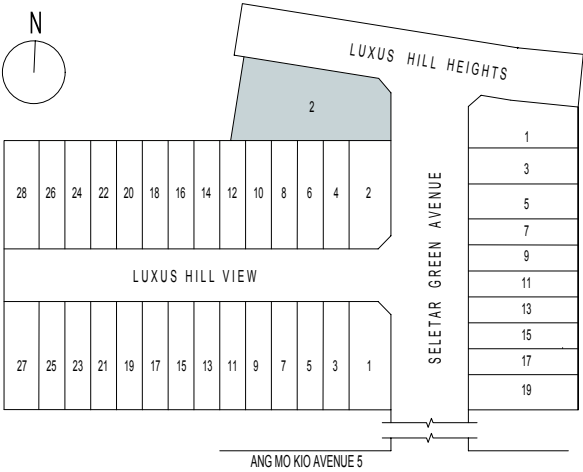 N
LUXUS HILL HEIGHTS
2
1
3
5
7
9
11
13
15
17
19
28 26 24 22 20 18 16 14 12 10 8 6 4 2
LUXUS HILL VIEW
SELETAR GREEN AVENUE
27 25 23 21 19 17 15 13 11 9 7 5 3 1
ANG MO KIO AVENUE 5